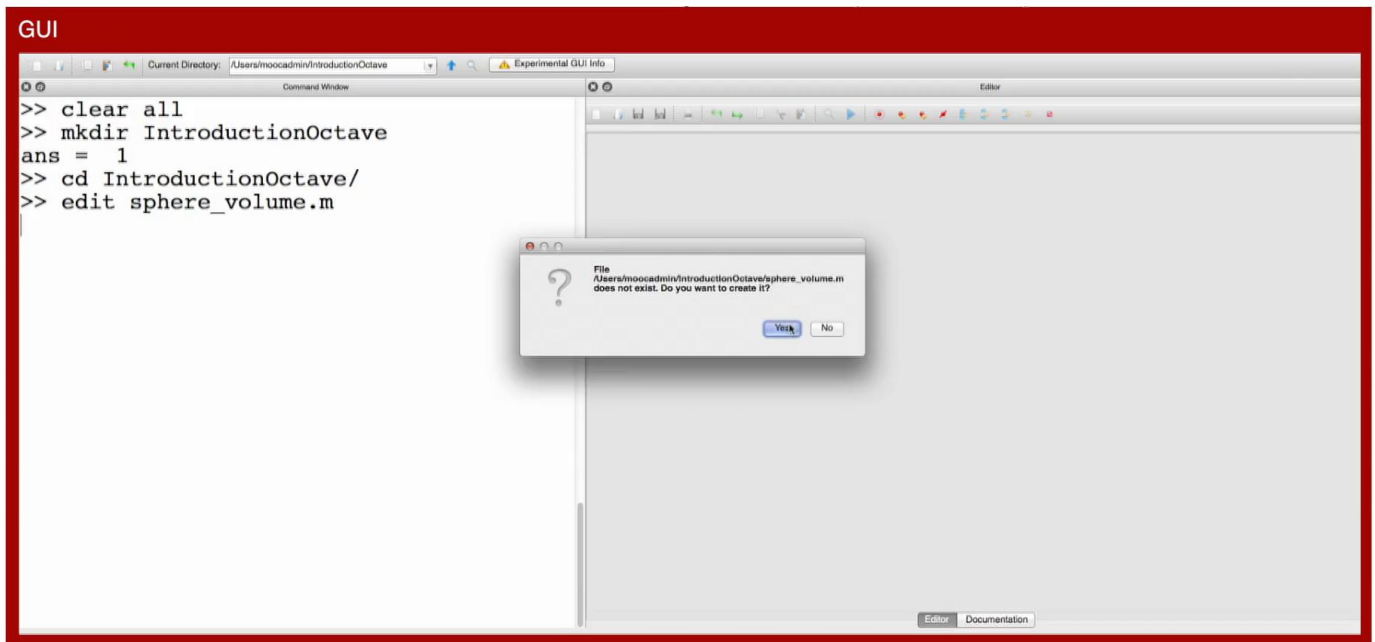 GUI
Current Directory: /Users/moocadmin/IntroductionOctave
Experimental GUI Info
Command Window
Editor
>> clear all
>> mkdir IntroductionOctave
ans =  1
>> cd IntroductionOctave/
>> edit sphere_volume.m
File
/Users/moocadmin/IntroductionOctave/sphere_volume.m
does not exist. Do you want to create it?
Yes
No
Editor
Documentation